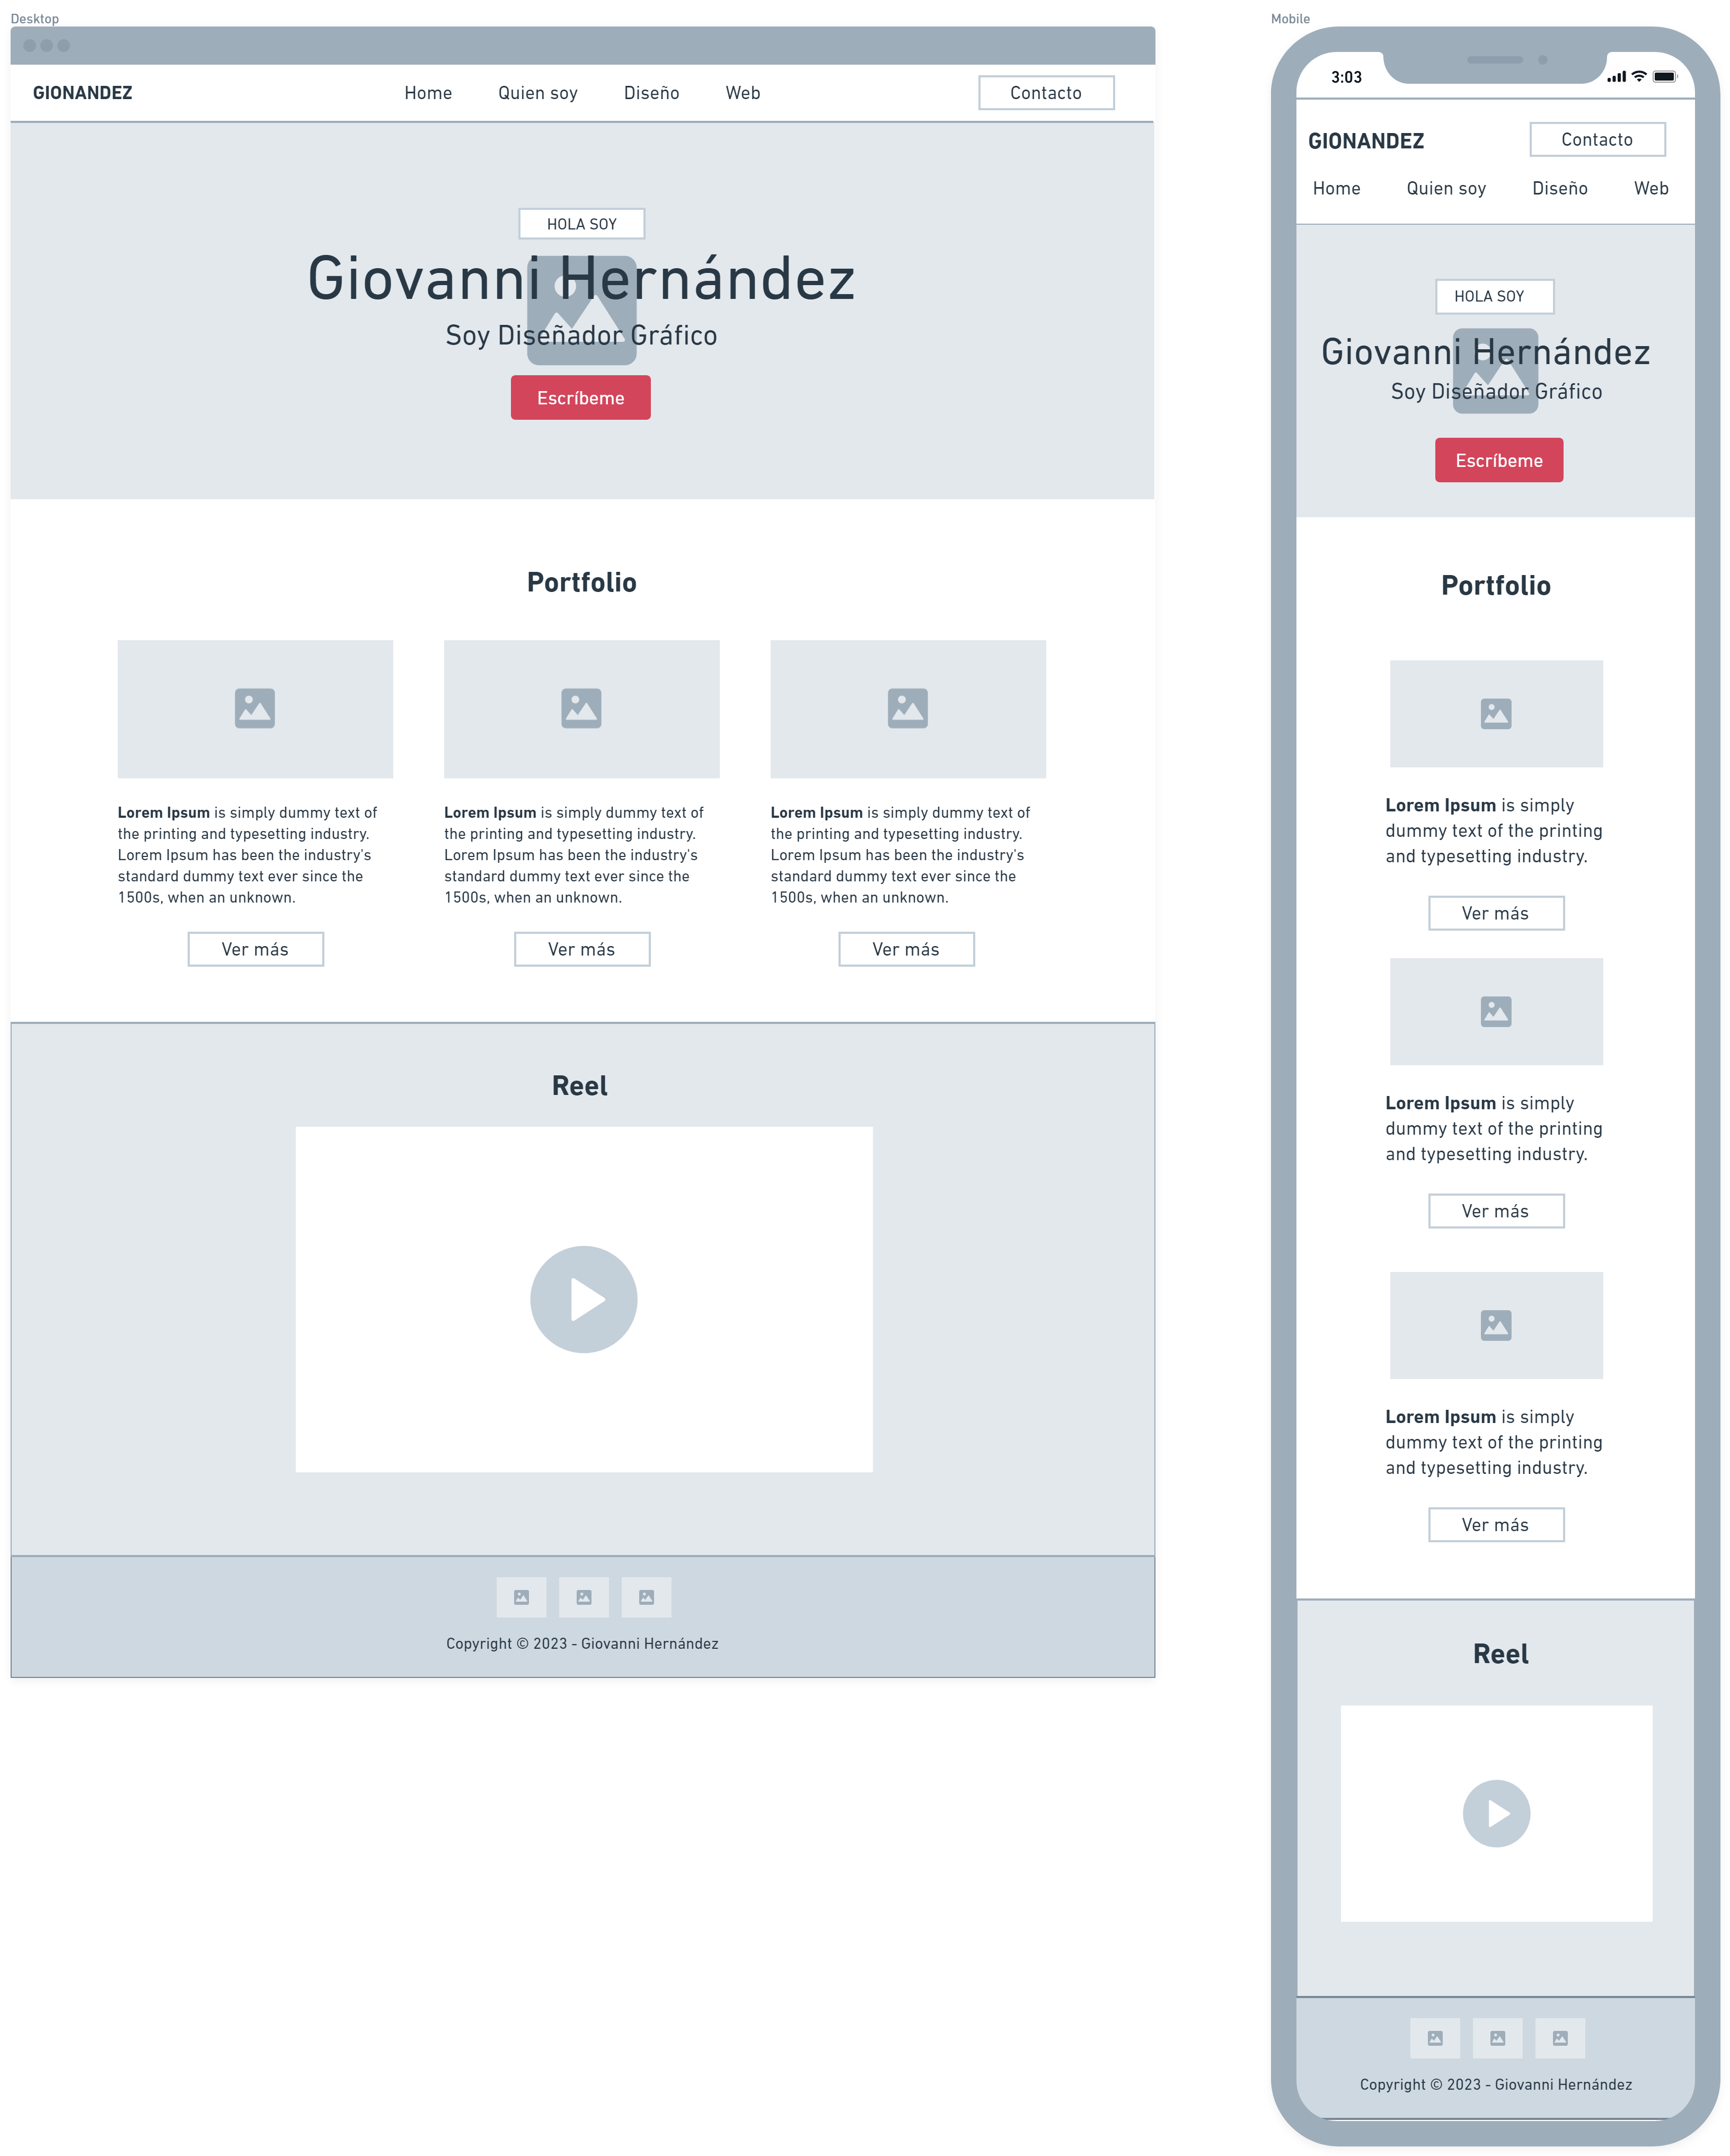 Desktop
GIONANDEZ
Home Quien soy Diseño Web
Contacto
HOLA SOY
Giovanni Hernández
Soy Diseñador Gráfico
Escríbeme
Portfolio
Lorem Ipsum is simply dummy text of
the printing and typesetting industry.
Lorem Ipsum has been the industry's
standard dummy text ever since the
1500s, when an unknown.
Ver más
Lorem Ipsum is simply dummy text of
the printing and typesetting industry.
Lorem Ipsum has been the industry's
standard dummy text ever since the
1500s, when an unknown.
Ver más
Lorem Ipsum is simply dummy text of
the printing and typesetting industry.
Lorem Ipsum has been the industry's
standard dummy text ever since the
1500s, when an unknown.
Ver más
Reel
Copyright © 2023 - Giovanni Hernández
Mobile
3:03
GIONANDEZ
Contacto
Home Quien soy Diseño Web
HOLA SOY
Giovanni Hernández
Soy Diseñador Gráfico
Escríbeme
Portfolio
Lorem Ipsum is simply
dummy text of the printing
and typesetting industry.
Ver más
Lorem Ipsum is simply
dummy text of the printing
and typesetting industry.
Ver más
Lorem Ipsum is simply
dummy text of the printing
and typesetting industry.
Ver más
Reel
Copyright © 2023 - Giovanni Hernández